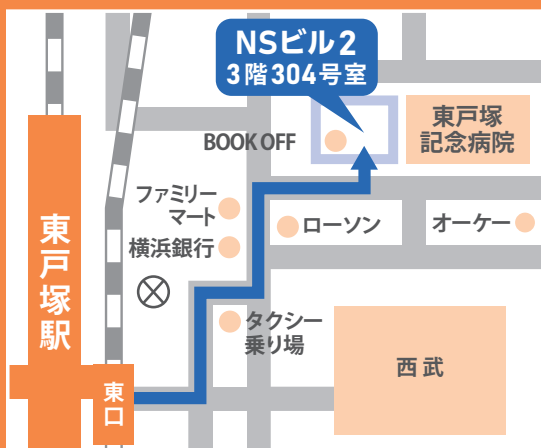 NSビル2
3階304号室
東戸塚
記念病院
BOOK OFF
ファミリー
マート
横浜銀行
ローソン
オーケー
東戸塚駅
タクシー
乗り場
西武
東口